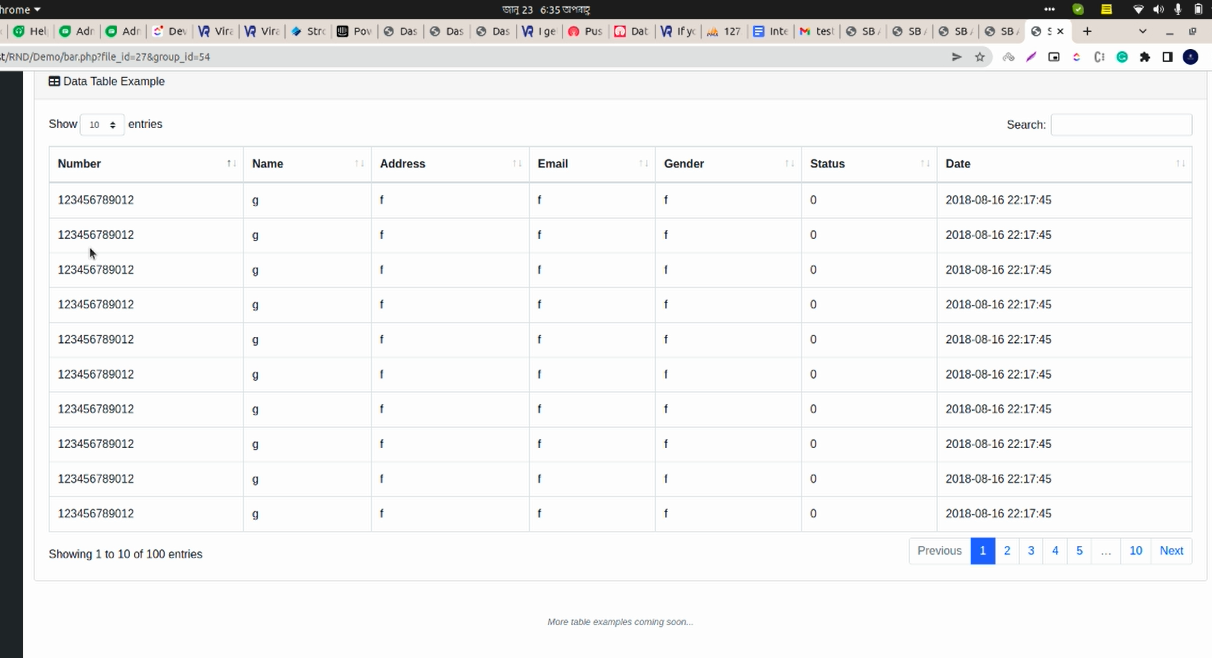 hrome
জানু 23 6:35 অপরাহ্ণ
Hel Adn Adn Dev Vira Vira Stro Pov Das Das Das I ge Pus Dat If yo 127 Inte test SB A SB A SB A SB A S
st/RND/Demo/bar.php?file_id=27&group_id=54
Data Table Example
Show 10 entries Search:
Number Name Address Email Gender Status Date
123456789012 g f f f 0 2018-08-16 22:17:45
123456789012 g f f f 0 2018-08-16 22:17:45
123456789012 g f f f 0 2018-08-16 22:17:45
123456789012 g f f f 0 2018-08-16 22:17:45
123456789012 g f f f 0 2018-08-16 22:17:45
123456789012 g f f f 0 2018-08-16 22:17:45
123456789012 g f f f 0 2018-08-16 22:17:45
123456789012 g f f f 0 2018-08-16 22:17:45
123456789012 g f f f 0 2018-08-16 22:17:45
123456789012 g f f f 0 2018-08-16 22:17:45
Showing 1 to 10 of 100 entries Previous 1 2 3 4 5 ... 10 Next
More table examples coming soon...